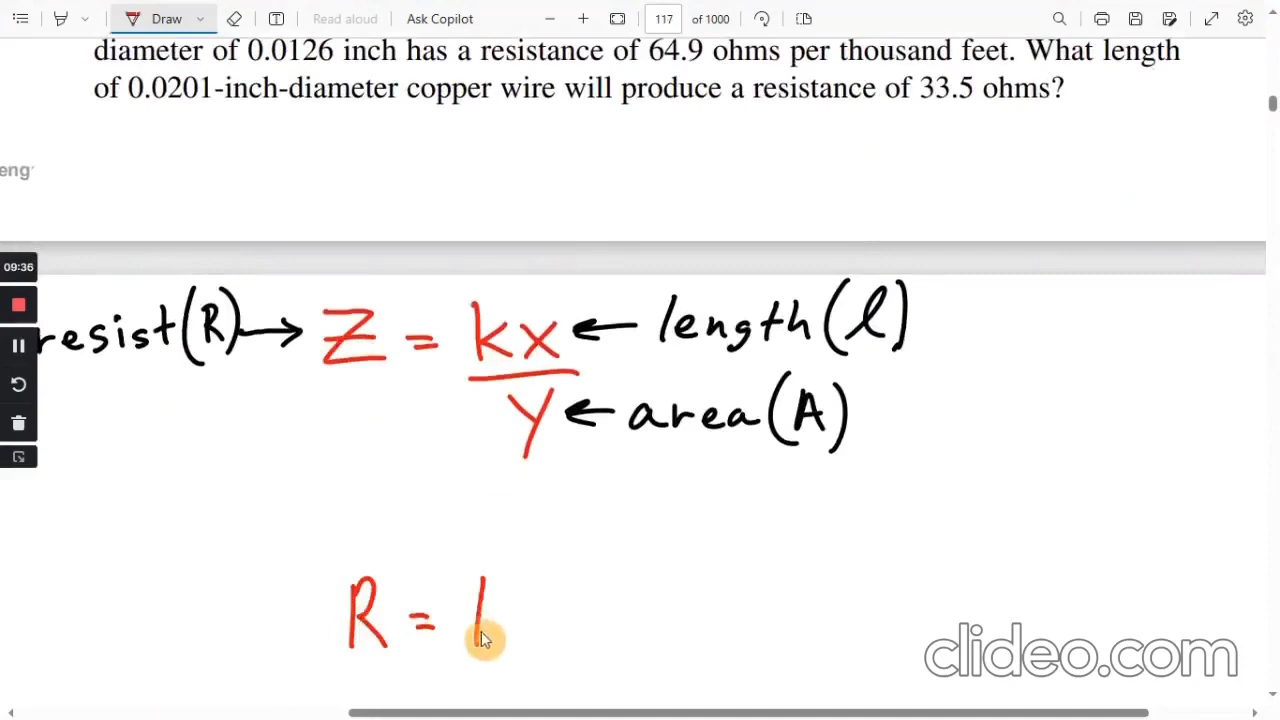 Draw
Read aloud
Ask Copilot
117 of 1000
diameter of 0.0126 inch has a resistance of 64.9 ohms per thousand feet. What length
of 0.0201-inch-diameter copper wire will produce a resistance of 33.5 ohms?
eng
09:36
resist(R) → Z = kx ← length(l)
y ← area(A)
R =
clideo.com